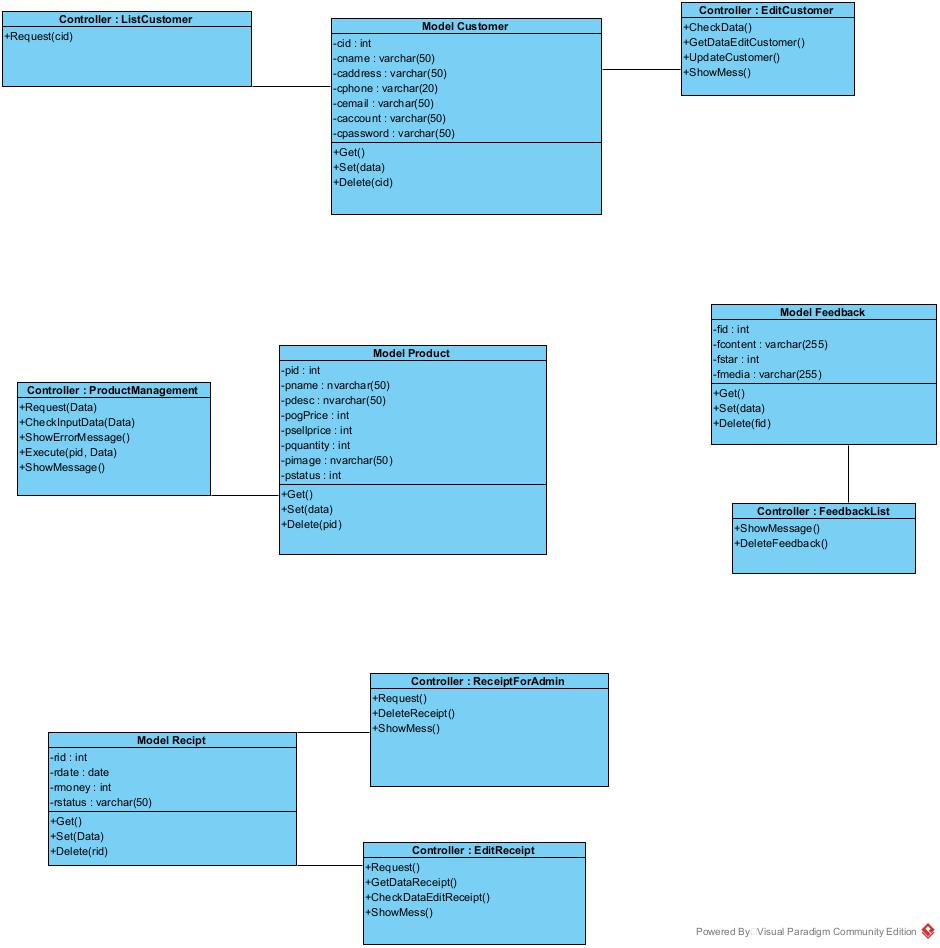 Controller : ListCustomer
+Request(cid)
Model Customer
-cid : int
-cname : varchar(50)
-caddress : varchar(50)
-cphone : varchar(20)
-cemail : varchar(50)
-caccount : varchar(50)
-cpassword : varchar(50)
+Get()
+Set(data)
+Delete(cid)
Controller : EditCustomer
+CheckData()
+GetDataEditCustomer()
+UpdateCustomer()
+ShowMess()
Controller : ProductManagement
+Request(Data)
+CheckInputData(Data)
+ShowErrorMessage()
+Execute(pid, Data)
+ShowMessage()
Model Product
-pid : int
-pname : nvarchar(50)
-pdesc : nvarchar(50)
-pogPrice : int
-psellprice : int
-pquantity : int
-pimage : nvarchar(50)
-pstatus : int
+Get()
+Set(data)
+Delete(pid)
Model Feedback
-fid : int
-fcontent : varchar(255)
-fstar : int
-fmedia : varchar(255)
+Get()
+Set(data)
+Delete(fid)
Controller : FeedbackList
+ShowMessage()
+DeleteFeedback()
Model Recipt
-rid : int
-rdate : date
-rmoney : int
-rstatus : varchar(50)
+Get()
+Set(Data)
+Delete(rid)
Controller : ReceiptForAdmin
+Request()
+DeleteReceipt()
+ShowMess()
Controller : EditReceipt
+Request()
+GetDataReceipt()
+CheckDataEditReceipt()
+ShowMess()
Powered By Visual Paradigm Community Edition